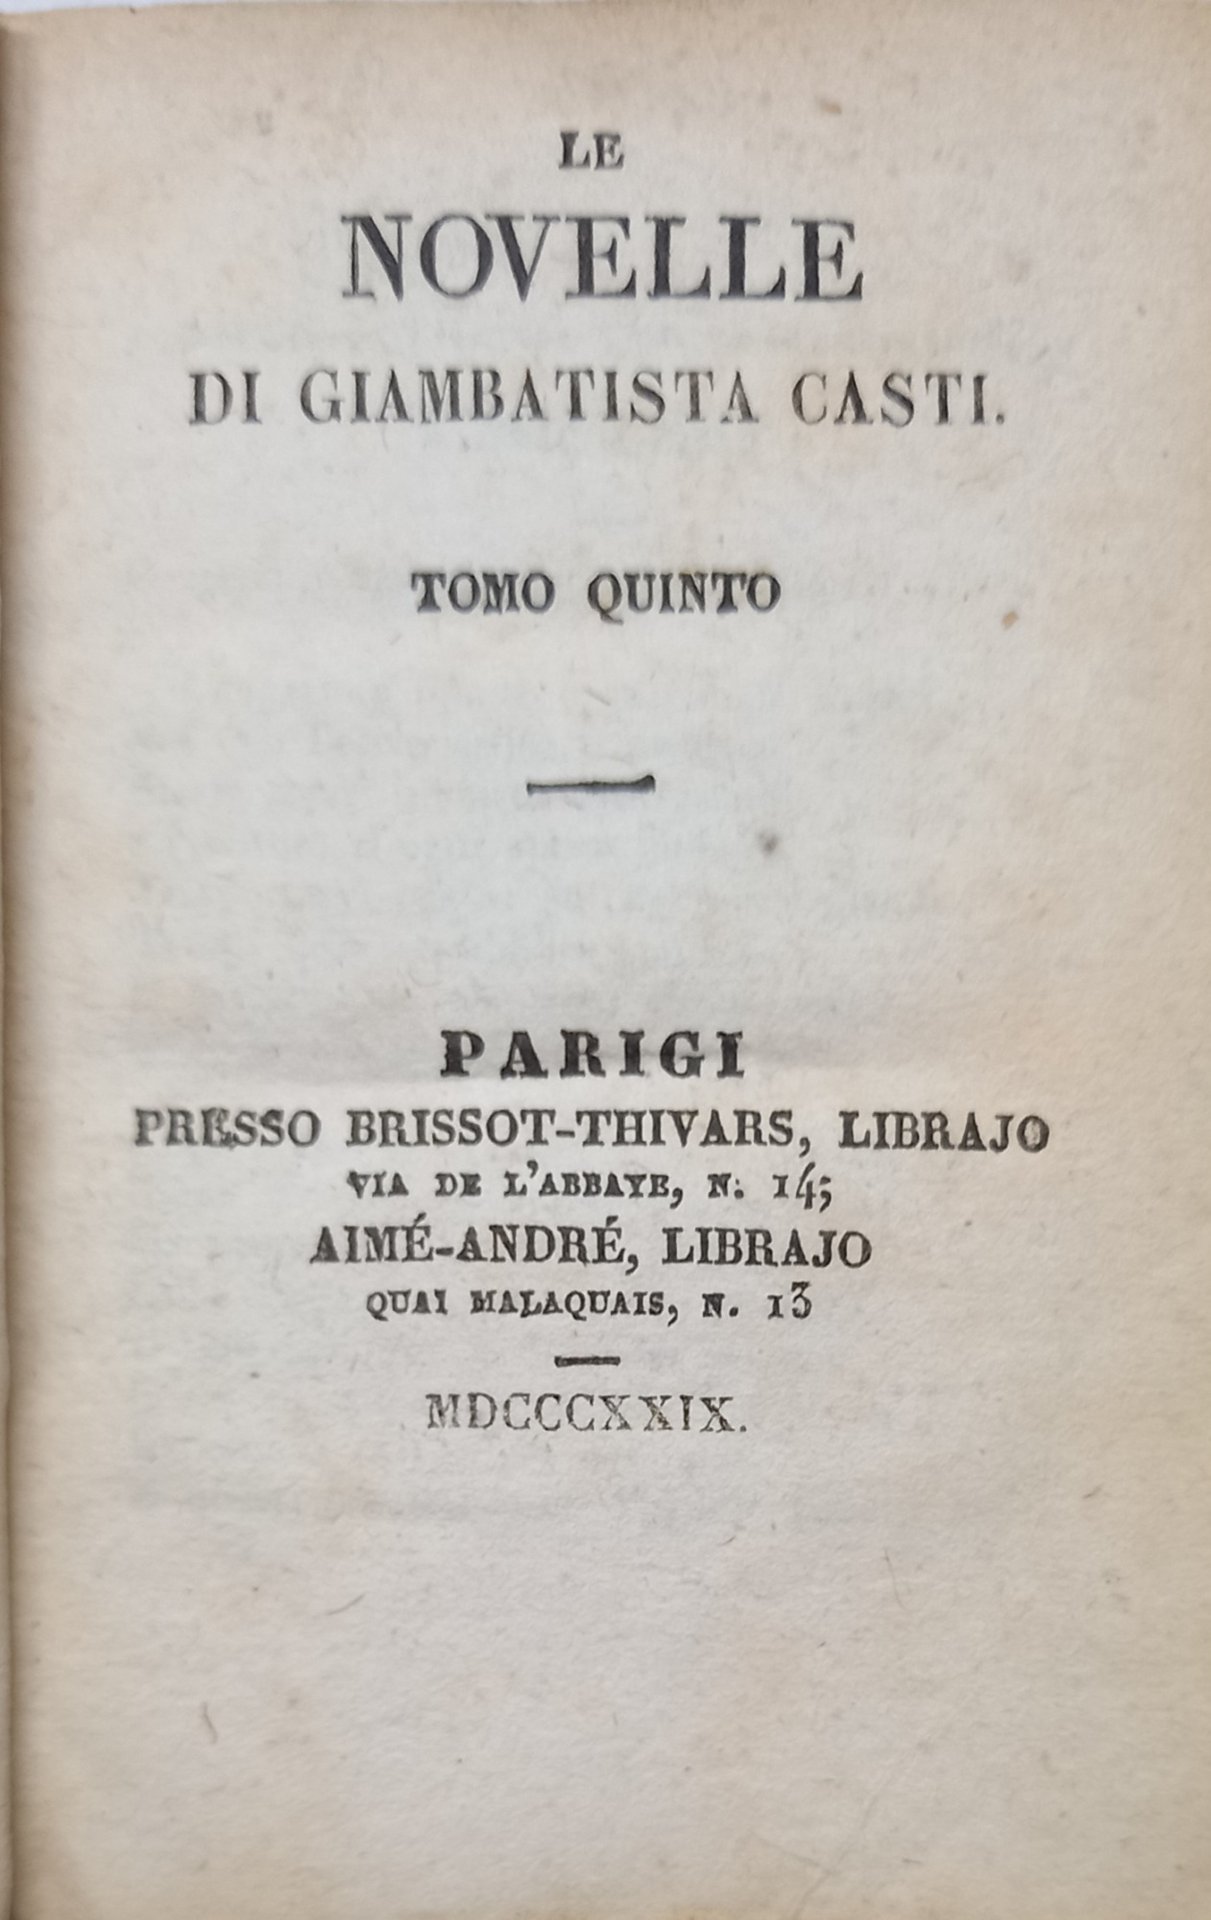 LE
NOVELLE
DI GIAMBATISTA CASTI.
TOMO QUINTO
PARIGI
PRESSO BRISSOT-THIVARS, LIBRAJO
VIA DE L'ABBAYE, N. 14;
AIMÉ-ANDRÉ, LIBRAJO
QUAI MALAQUAIS, N. 13
MDCCCXXIX.